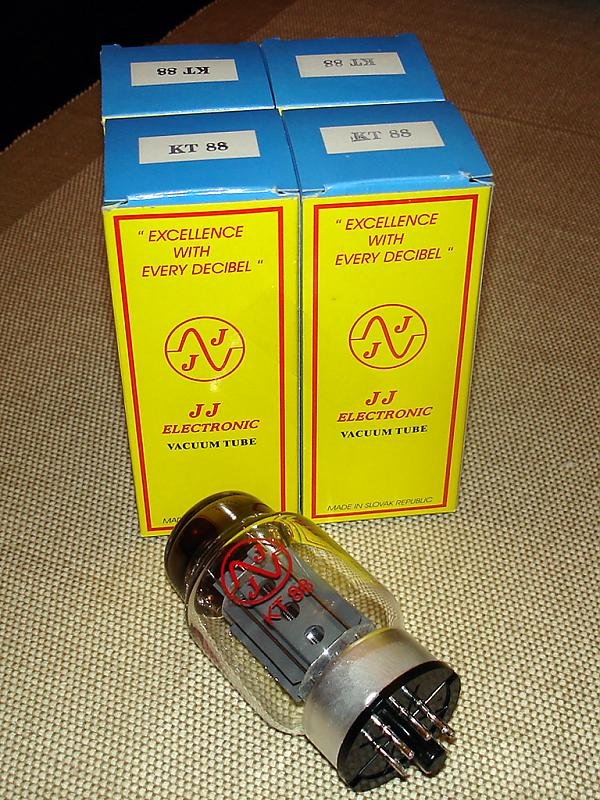 KT 88
KT 88
KT 88
KT 88
" EXCELLENCE
WITH
EVERY DECIBEL "
JJ
JJ
ELECTRONIC
VACUUM TUBE
MAD
" EXCELLENCE
WITH
EVERY DECIBEL "
JJ
JJ
ELECTRONIC
VACUUM TUBE
MADE IN SLOVAK REPUBLIC
JJ
KT 88